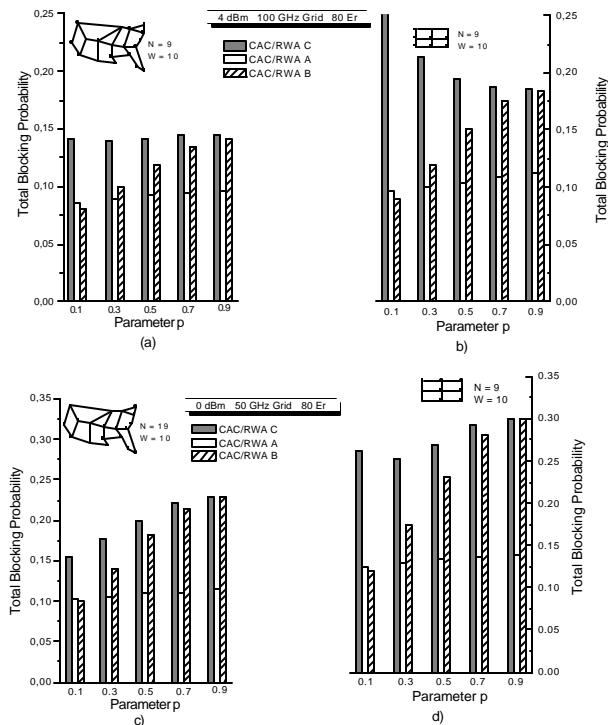 4 dBm 100 GHz Grid 80 Er
CAC/RWA C
CAC/RWA A
CAC/RWA B
N = 9
W = 10
Total Blocking Probability
0,25
0,20
0,15
0,10
0,05
0,00
0.1 0.3 0.5 0.7 0.9
Parameter p
(a)
N = 9
W = 10
0,25
0,20
0,15
0,10
0,05
0,00
Total Blocking Probability
0.1 0.3 0.5 0.7 0.9
Parameter p
b)
0 dBm 50 GHz Grid 80 Er
CAC/RWA C
CAC/RWA A
CAC/RWA B
N = 19
W = 10
Total Blocking Probability
0,35
0,30
0,25
0,20
0,15
0,10
0,05
0,00
0.1 0.3 0.5 0.7 0.9
Parameter p
c)
N = 9
W = 10
0.35
0.30
0.25
0.20
0.15
0.10
0.05
0.00
Total Blocking Probability
0.1 0.3 0.5 0.7 0.9
Parameter p
d)